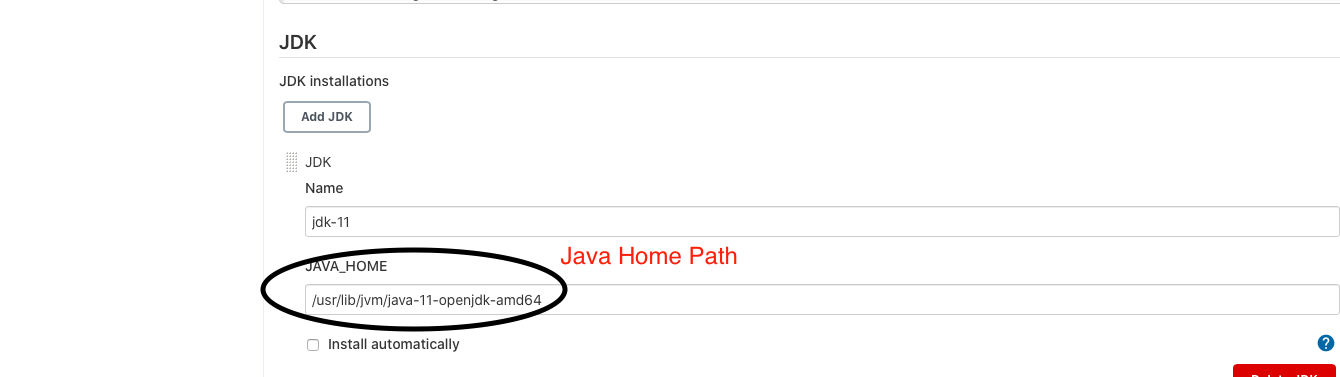 JDK
JDK installations
Add JDK
JDK
Name
jdk-11
Java Home Path
JAVA_HOME
/usr/lib/jvm/java-11-openjdk-amd64
Install automatically
?